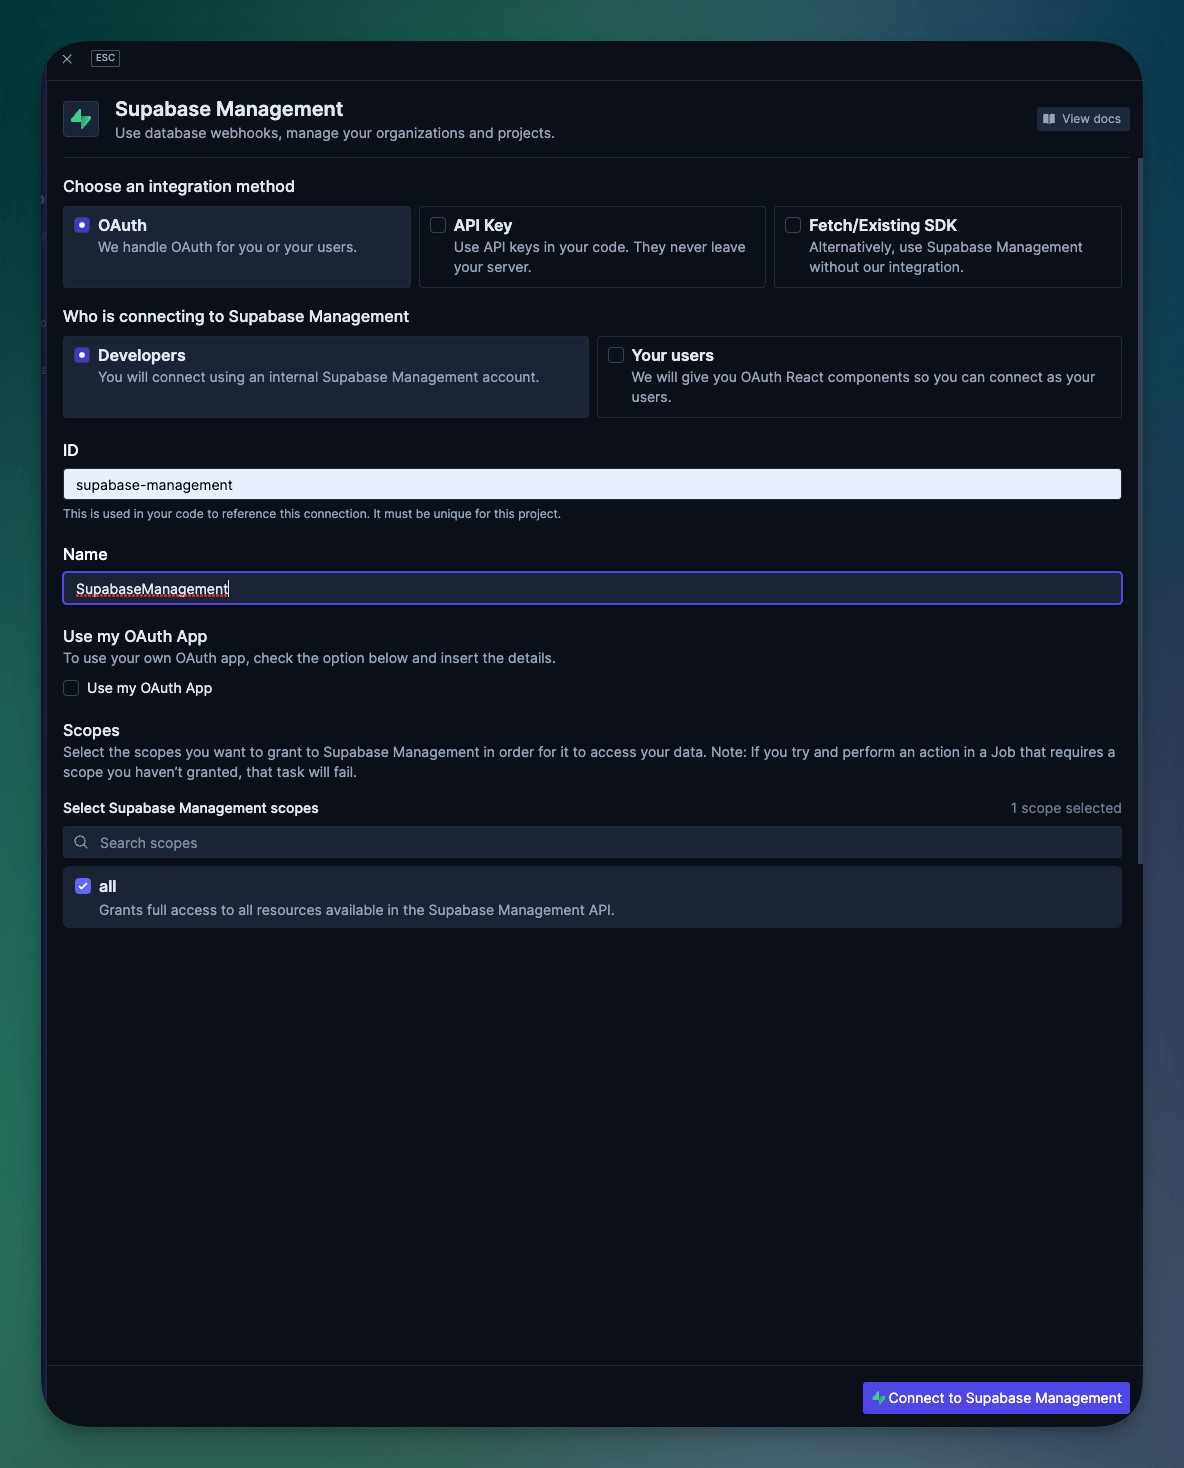 ESC
Supabase Management
Use database webhooks, manage your organizations and projects.
View docs
Choose an integration method
OAuth
We handle OAuth for you or your users.
API Key
Use API keys in your code. They never leave
your server.
Fetch/Existing SDK
Alternatively, use Supabase Management
without our integration.
Who is connecting to Supabase Management
Developers
You will connect using an internal Supabase Management account.
Your users
We will give you OAuth React components so you can connect as your
users.
ID
supabase-management
This is used in your code to reference this connection. It must be unique for this project.
Name
SupabaseManagement
Use my OAuth App
To use your own OAuth app, check the option below and insert the details.
Use my OAuth App
Scopes
Select the scopes you want to grant to Supabase Management in order for it to access your data. Note: If you try and perform an action in a Job that requires a
scope you haven’t granted, that task will fail.
Select Supabase Management scopes
1 scope selected
Search scopes
all
Grants full access to all resources available in the Supabase Management API.
Connect to Supabase Management